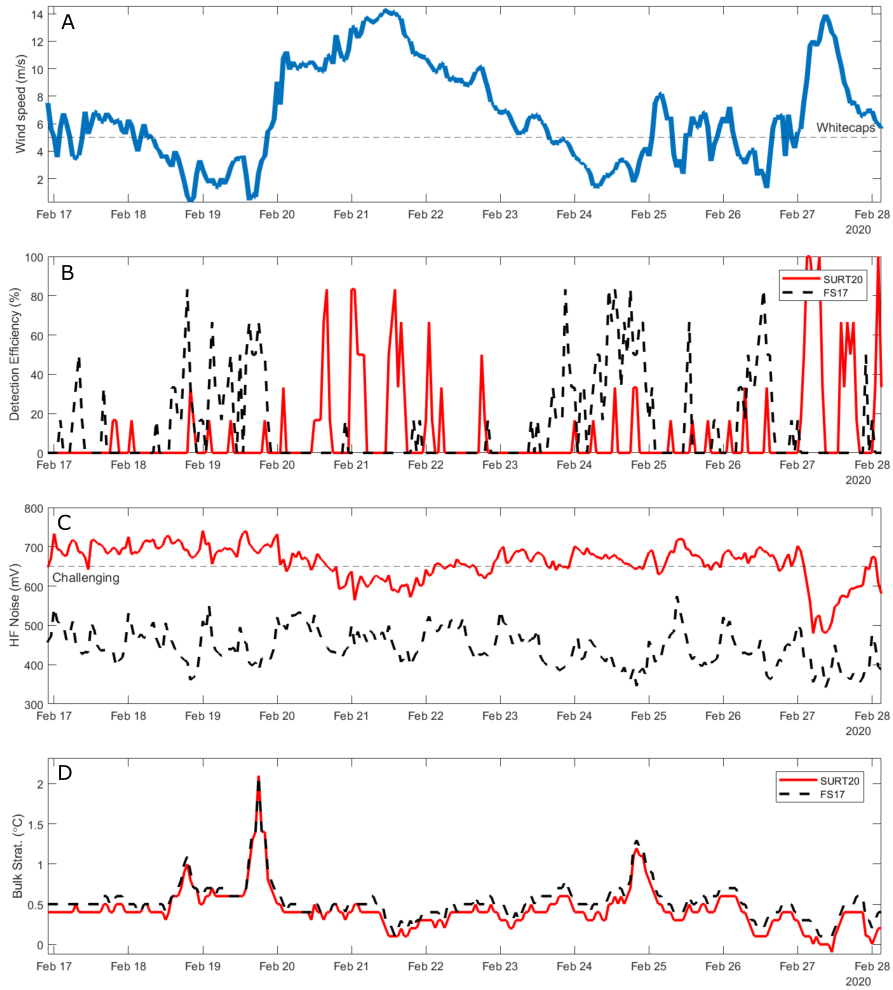 A
Wind speed (m/s)
14
12
10
8
6
4
2
Whitecaps
Feb 17 Feb 18 Feb 19 Feb 20 Feb 21 Feb 22 Feb 23 Feb 24 Feb 25 Feb 26 Feb 27 Feb 28
2020
B
Detection Efficiency (%)
100
80
60
40
20
0
SURT20
FS17
Feb 17 Feb 18 Feb 19 Feb 20 Feb 21 Feb 22 Feb 23 Feb 24 Feb 25 Feb 26 Feb 27 Feb 28
2020
C
HF Noise (mV)
800
700
600
500
400
300
Challenging
Feb 17 Feb 18 Feb 19 Feb 20 Feb 21 Feb 22 Feb 23 Feb 24 Feb 25 Feb 26 Feb 27 Feb 28
2020
D
Bulk Strat. (°C)
2
1.5
1
0.5
0
SURT20
FS17
Feb 17 Feb 18 Feb 19 Feb 20 Feb 21 Feb 22 Feb 23 Feb 24 Feb 25 Feb 26 Feb 27 Feb 28
2020